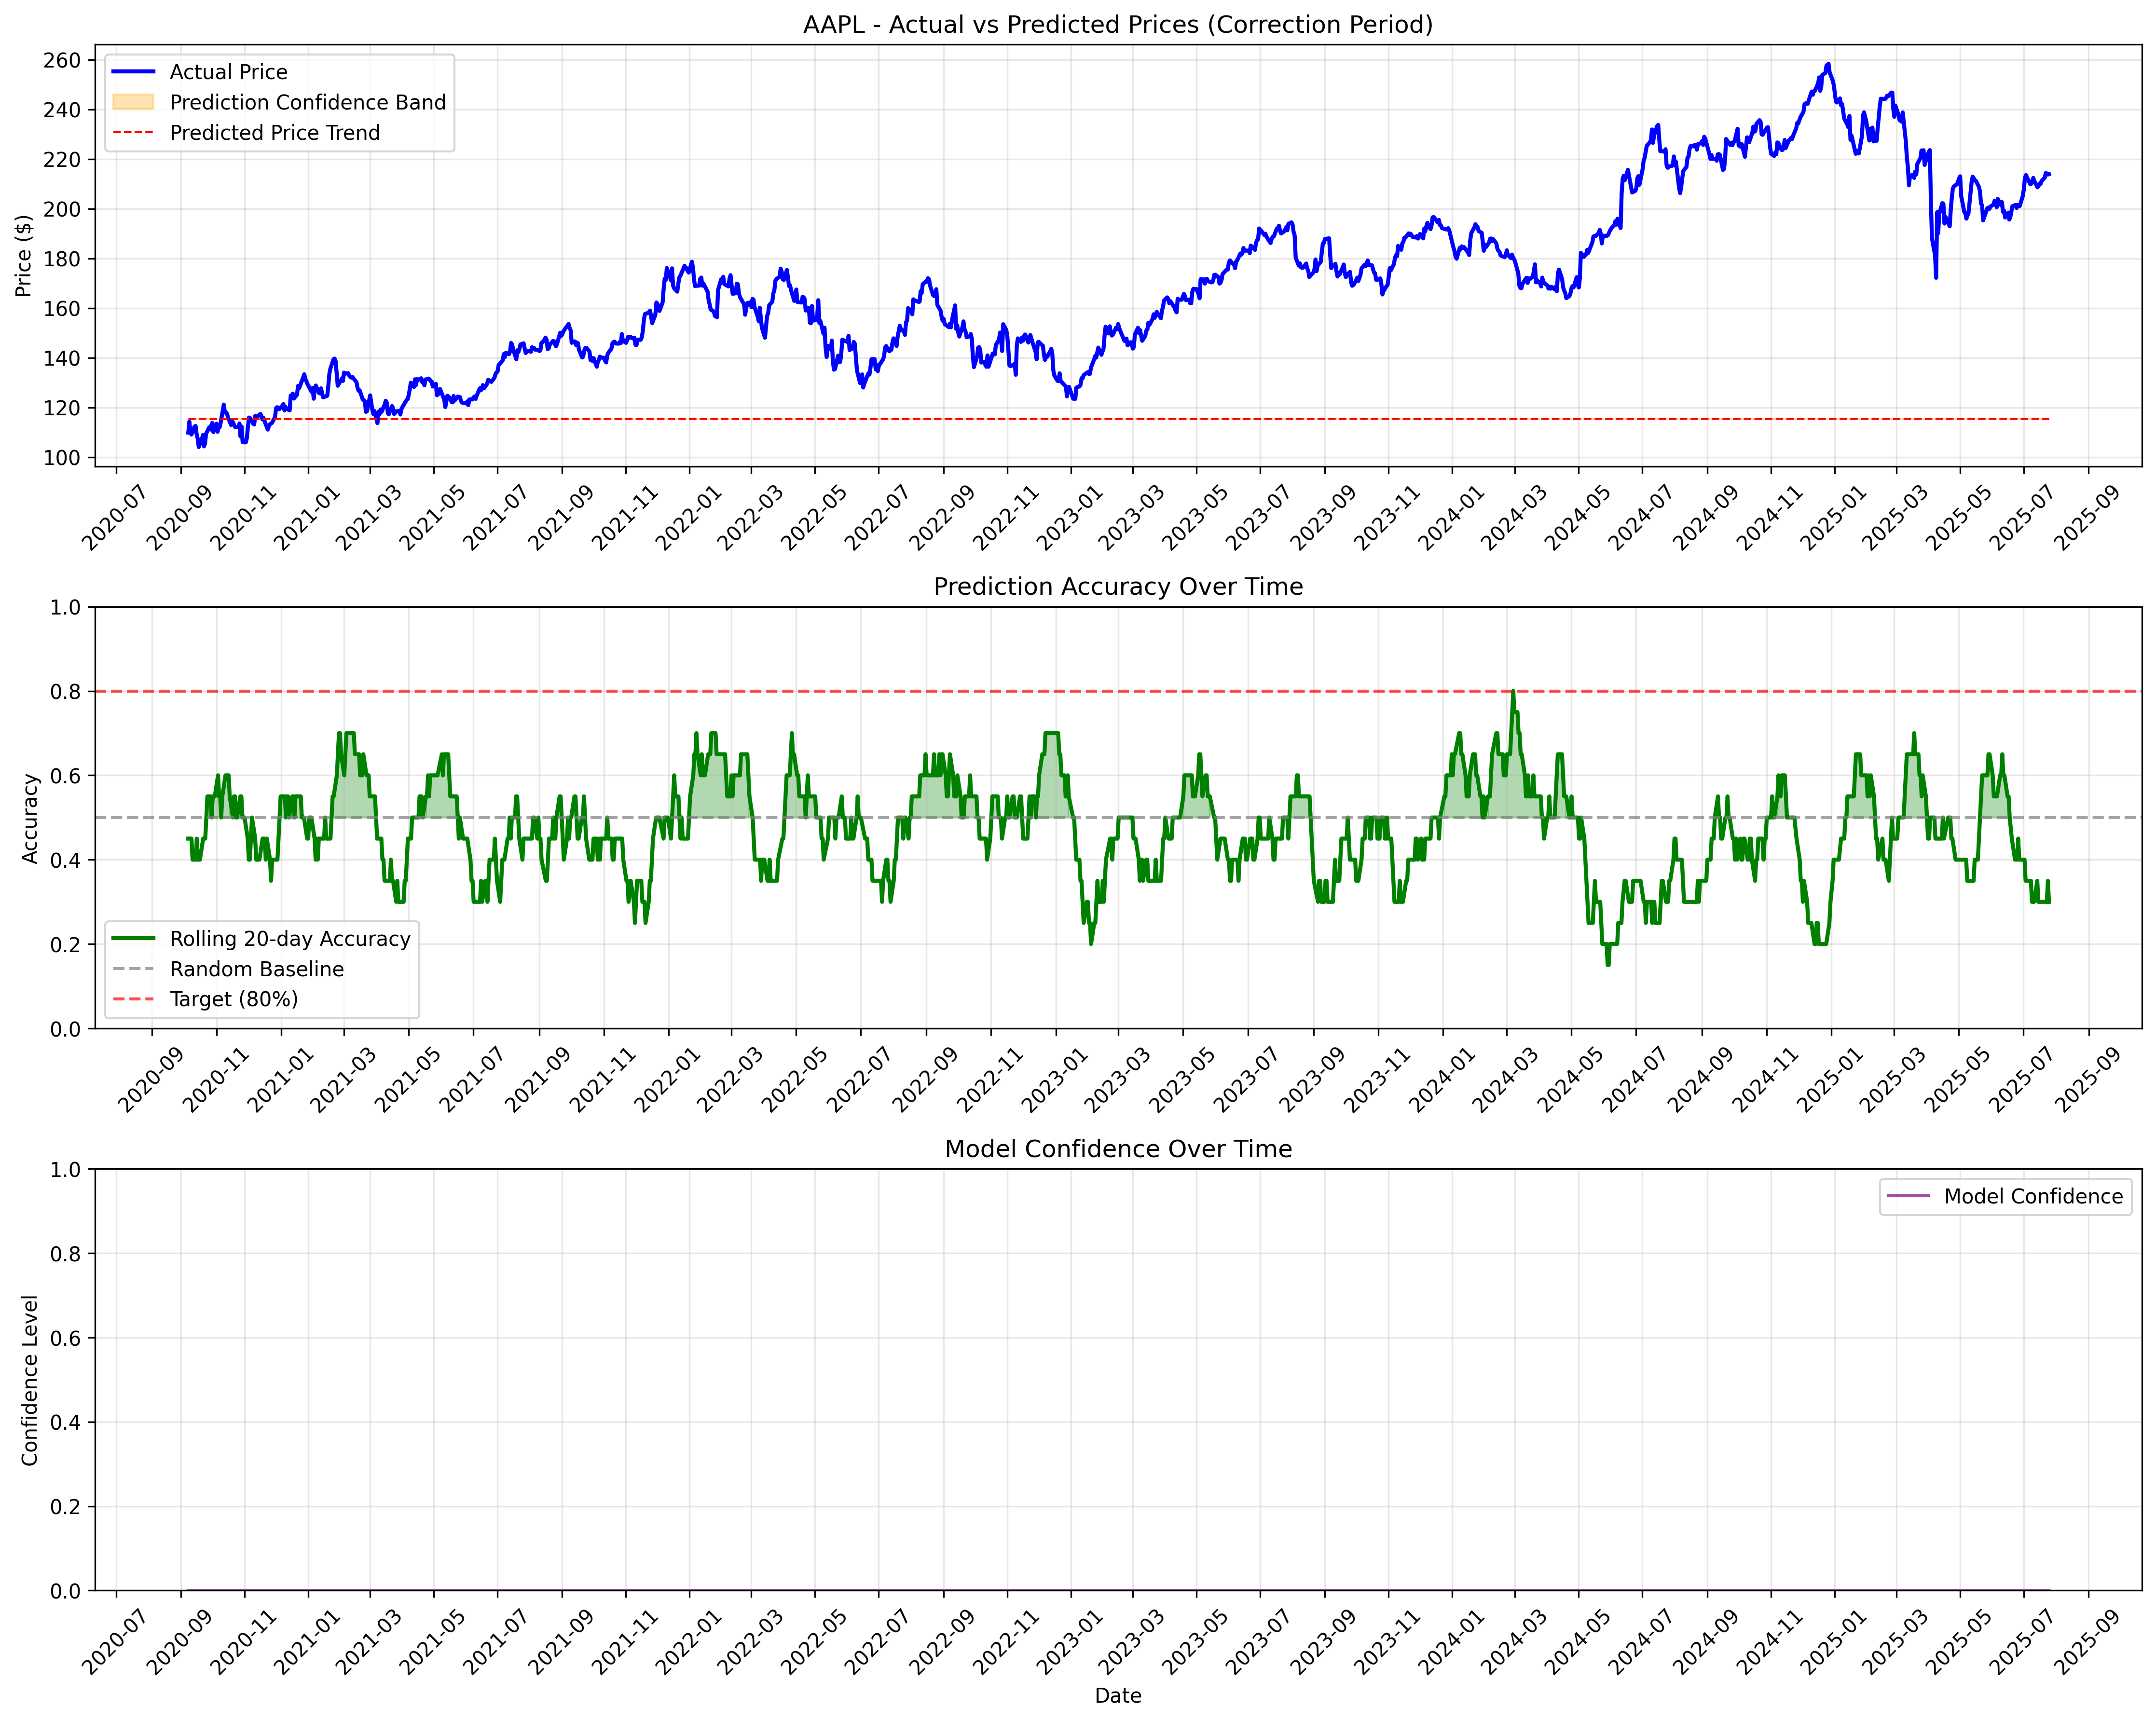 AAPL - Actual vs Predicted Prices (Correction Period)
Price ($)
260
240
220
200
180
160
140
120
100
Actual Price
Prediction Confidence Band
Predicted Price Trend
2020-07 2020-09 2020-11 2021-01 2021-03 2021-05 2021-07 2021-09 2021-11 2022-01 2022-03 2022-05 2022-07 2022-09 2022-11 2023-01 2023-03 2023-05 2023-07 2023-09 2023-11 2024-01 2024-03 2024-05 2024-07 2024-09 2024-11 2025-01 2025-03 2025-05 2025-07 2025-09
Prediction Accuracy Over Time
Accuracy
1.0
0.8
0.6
0.4
0.2
0.0
Rolling 20-day Accuracy
Random Baseline
Target (80%)
2020-09 2020-11 2021-01 2021-03 2021-05 2021-07 2021-09 2021-11 2022-01 2022-03 2022-05 2022-07 2022-09 2022-11 2023-01 2023-03 2023-05 2023-07 2023-09 2023-11 2024-01 2024-03 2024-05 2024-07 2024-09 2024-11 2025-01 2025-03 2025-05 2025-07 2025-09
Model Confidence Over Time
Confidence Level
1.0
0.8
0.6
0.4
0.2
0.0
Model Confidence
2020-07 2020-09 2020-11 2021-01 2021-03 2021-05 2021-07 2021-09 2021-11 2022-01 2022-03 2022-05 2022-07 2022-09 2022-11 2023-01 2023-03 2023-05 2023-07 2023-09 2023-11 2024-01 2024-03 2024-05 2024-07 2024-09 2024-11 2025-01 2025-03 2025-05 2025-07 2025-09
Date